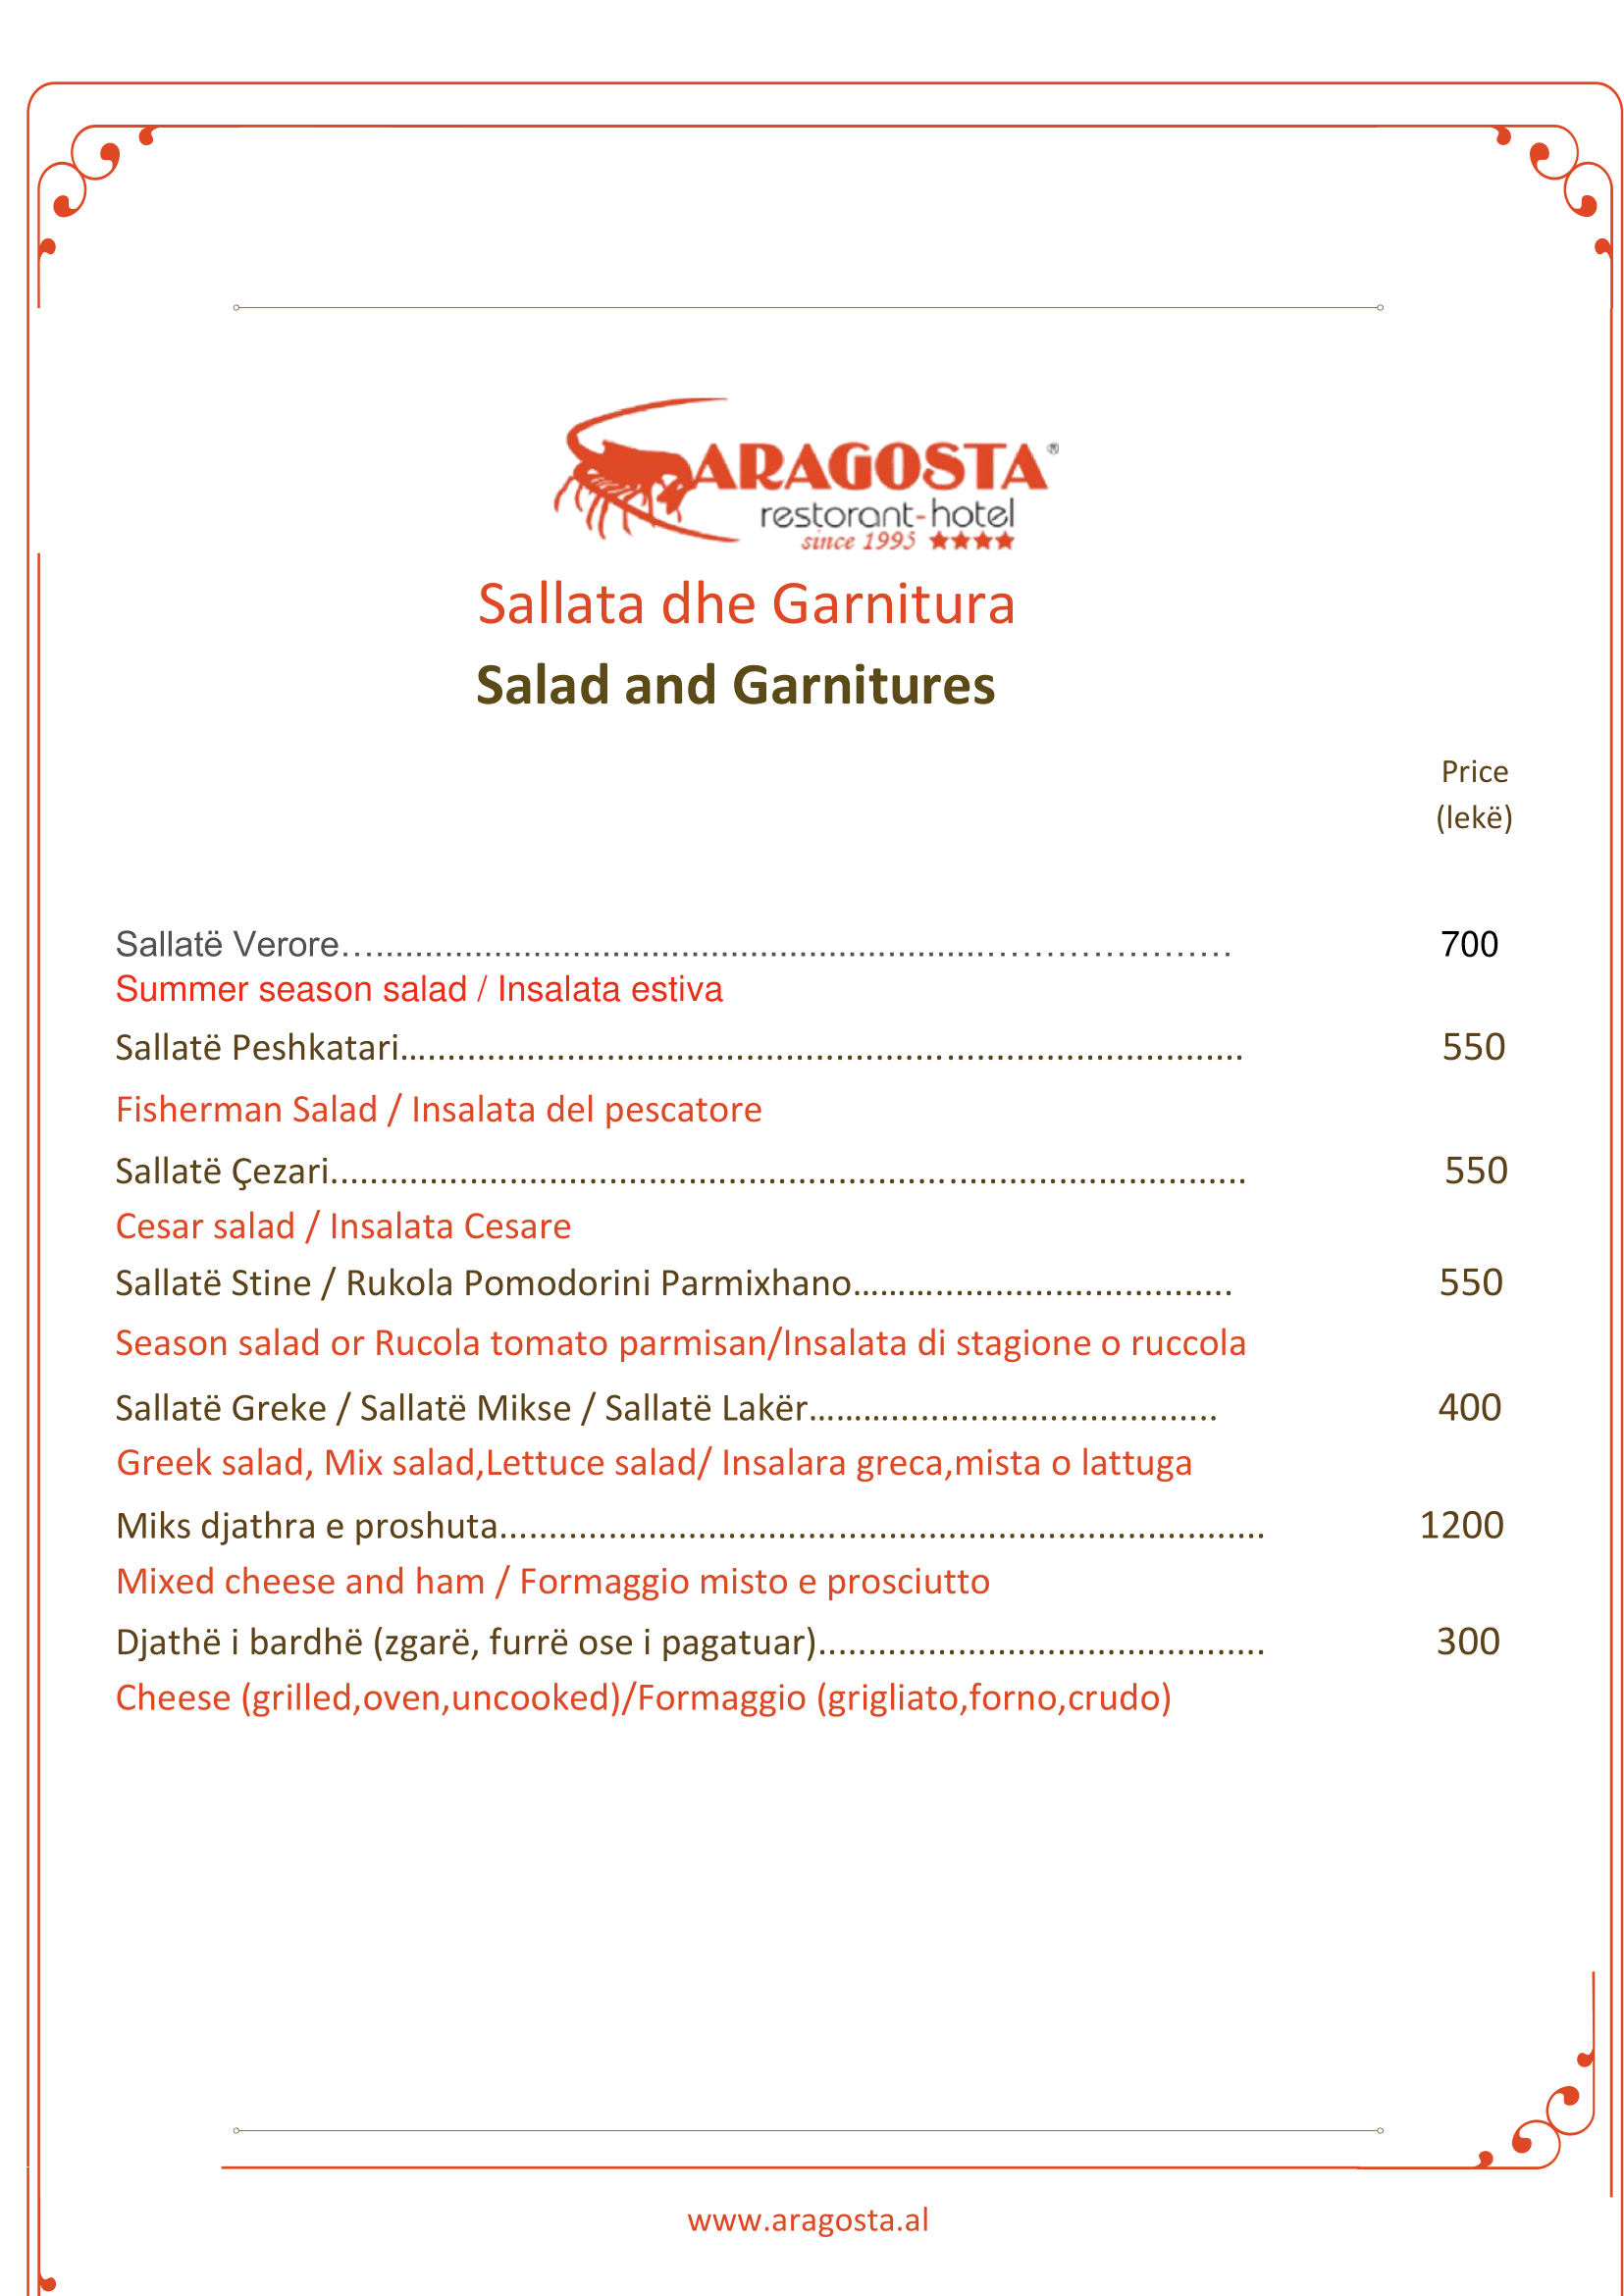 ARAGOSTA®
restorant-hotel
since 1995
Sallata dhe Garnitura
Salad and Garnitures
Price
(lekë)
Sallatë Verore.......................................................................... 700
Summer season salad / Insalata estiva
Sallatë Peshkatari.......................................................................... 550
Fisherman Salad / Insalata del pescatore
Sallatë Çezari.......................................................................... 550
Cesar salad / Insalata Cesare
Sallatë Stine / Rukola Pomodorini Parmixhano...................................... 550
Season salad or Rucola tomato parmisan/Insalata di stagione o ruccola
Sallatë Greke / Sallatë Mikse / Sallatë Lakër......................................... 400
Greek salad, Mix salad,Lettuce salad/ Insalara greca,mista o lattuga
Miks djathra e proshuta.......................................................................... 1200
Mixed cheese and ham / Formaggio misto e prosciutto
Djathë i bardhë (zgarë, furrë ose i pagatuar)............................................. 300
Cheese (grilled,oven,uncooked)/Formaggio (grigliato,forno,crudo)
www.aragosta.al